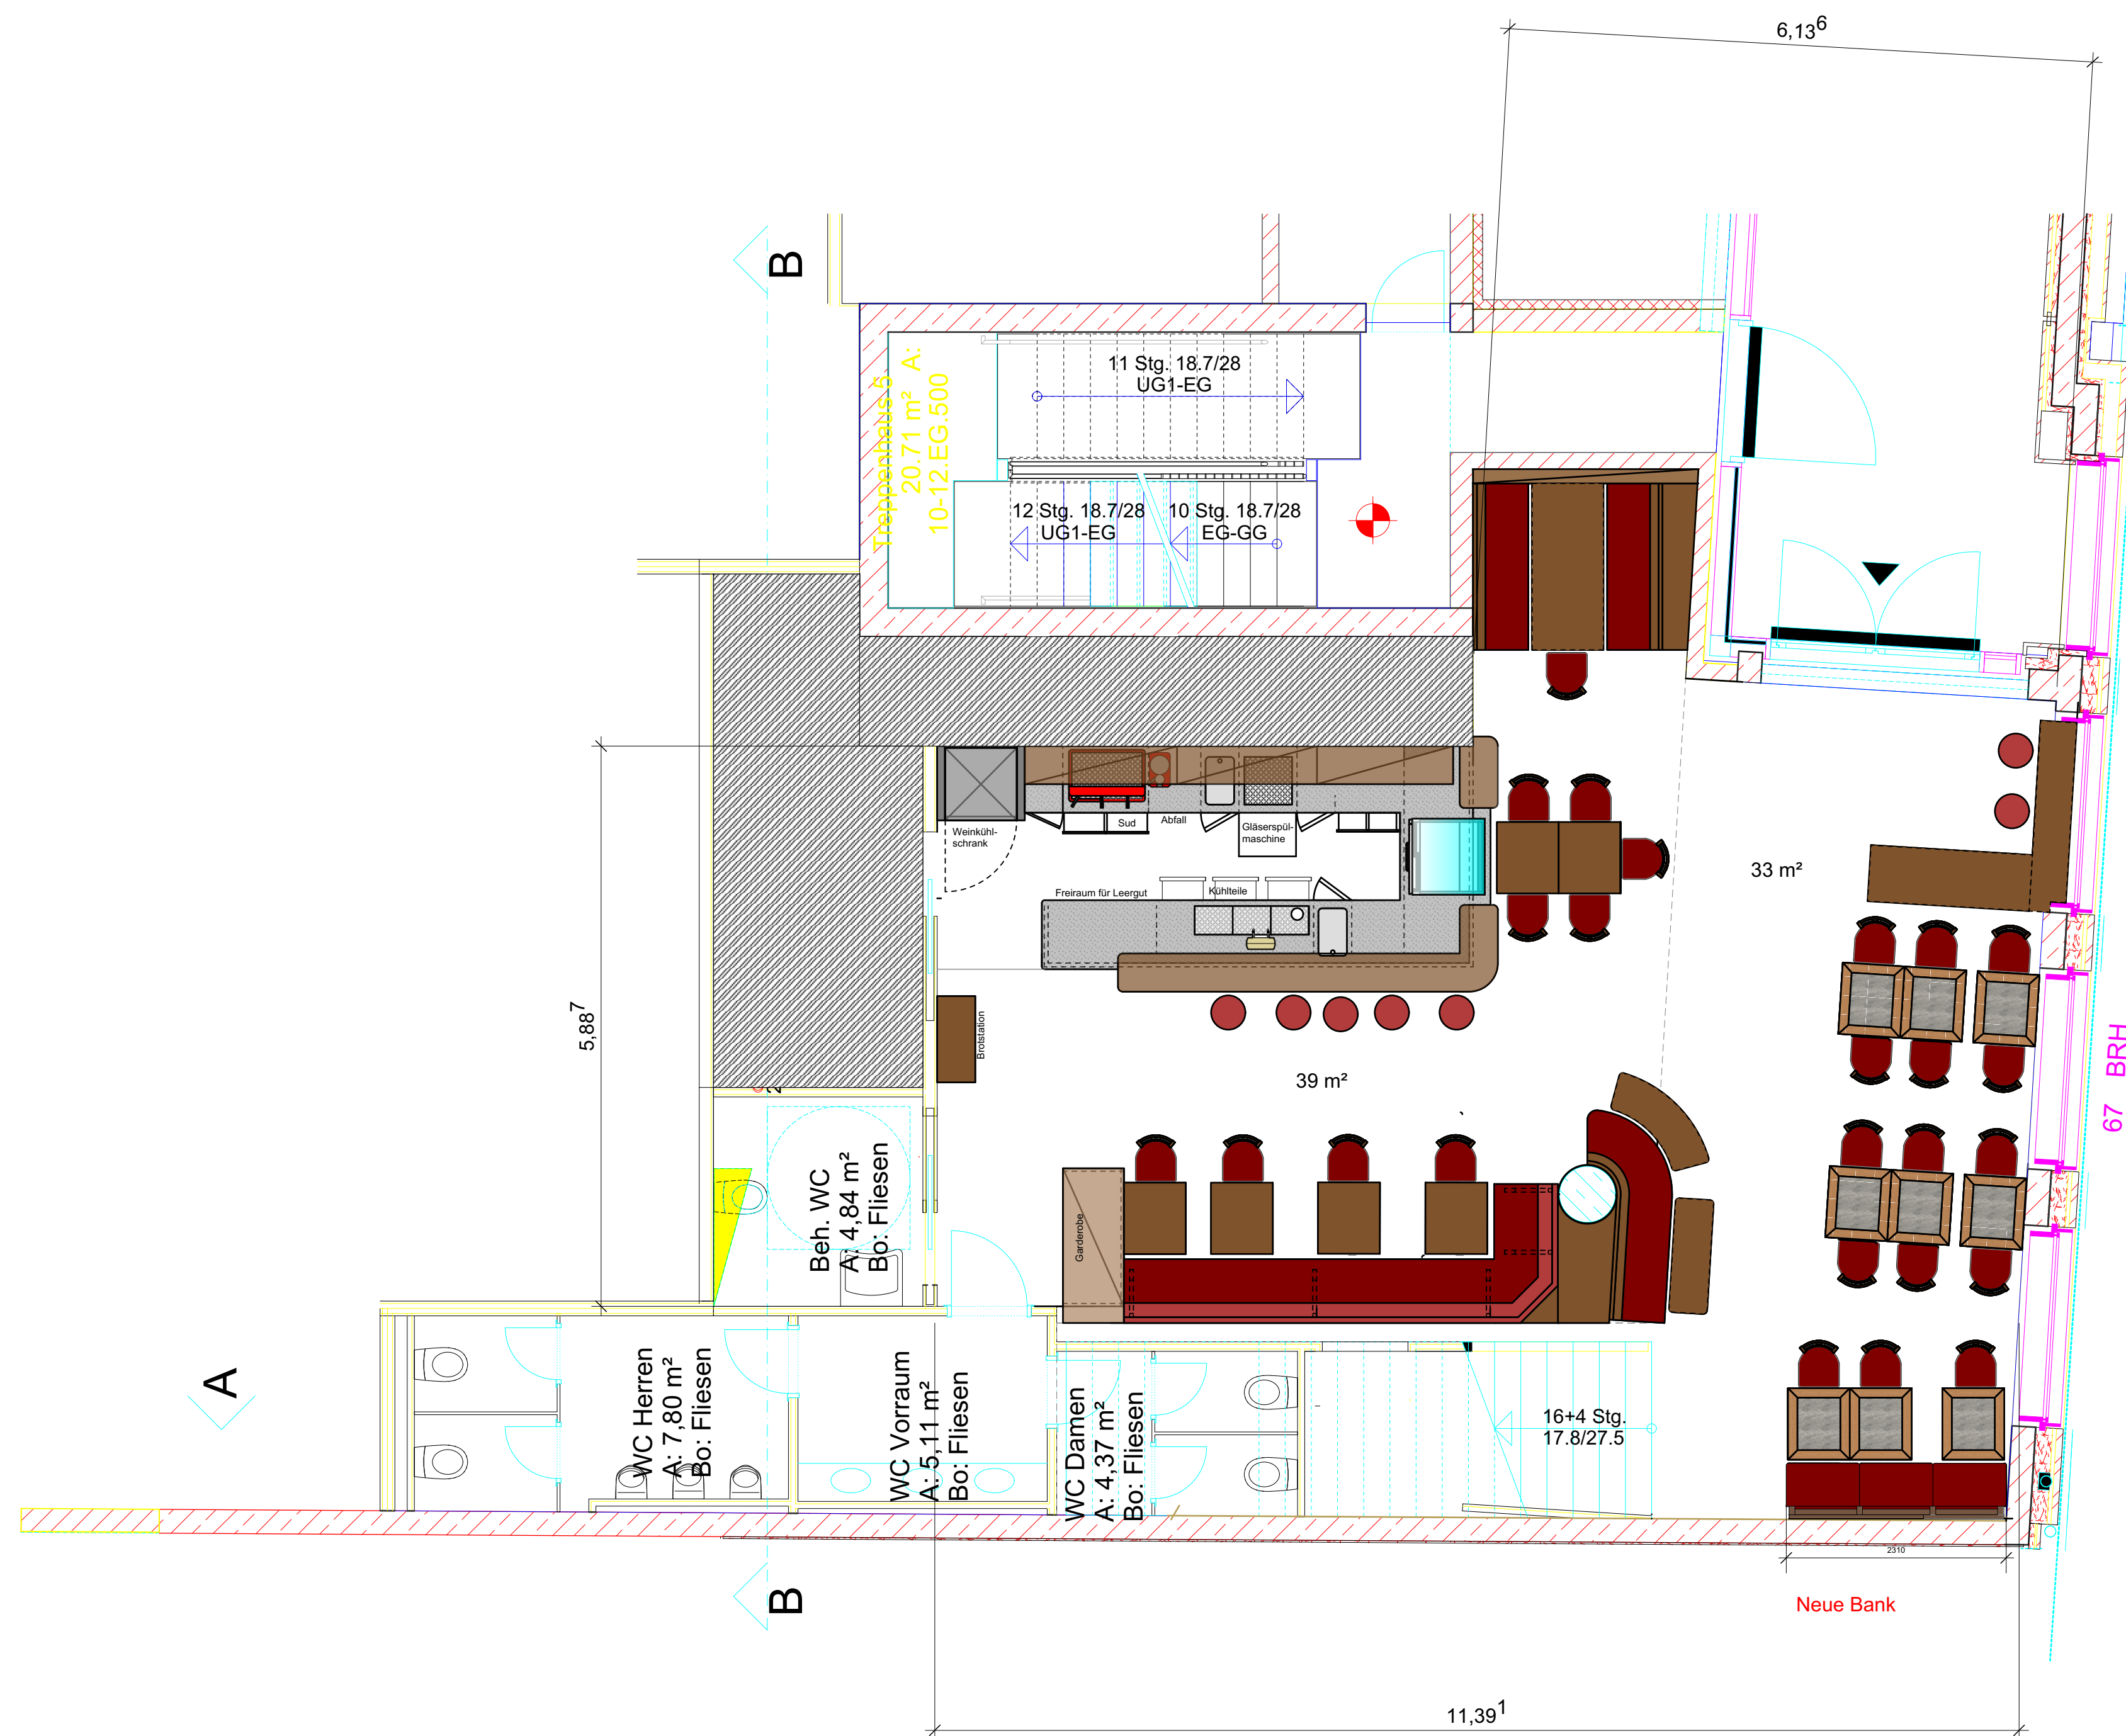 6,13⁶
B
11 Stg. 18.7/28
UG1-EG
Treppenhaus 5
20.71 m² A:
10-12.EG.500
12 Stg. 18.7/28
UG1-EG
10 Stg. 18.7/28
EG-GG
Weinkühl-
schrank
Sud
Abfall
Gläserspül-
maschine
Freiraum für Leergut
Kühlteile
33 m²
5,88⁷
Brotstation
39 m²
67 BRH
Beh. WC
A: 4,84 m²
Bo: Fliesen
Garderobe
A
WC Herren
A: 7,80 m²
Bo: Fliesen
WC Vorraum
A: 5,11 m²
Bo: Fliesen
WC Damen
A: 4,37 m²
Bo: Fliesen
16+4 Stg.
17.8/27.5
2310
Neue Bank
B
11,39¹